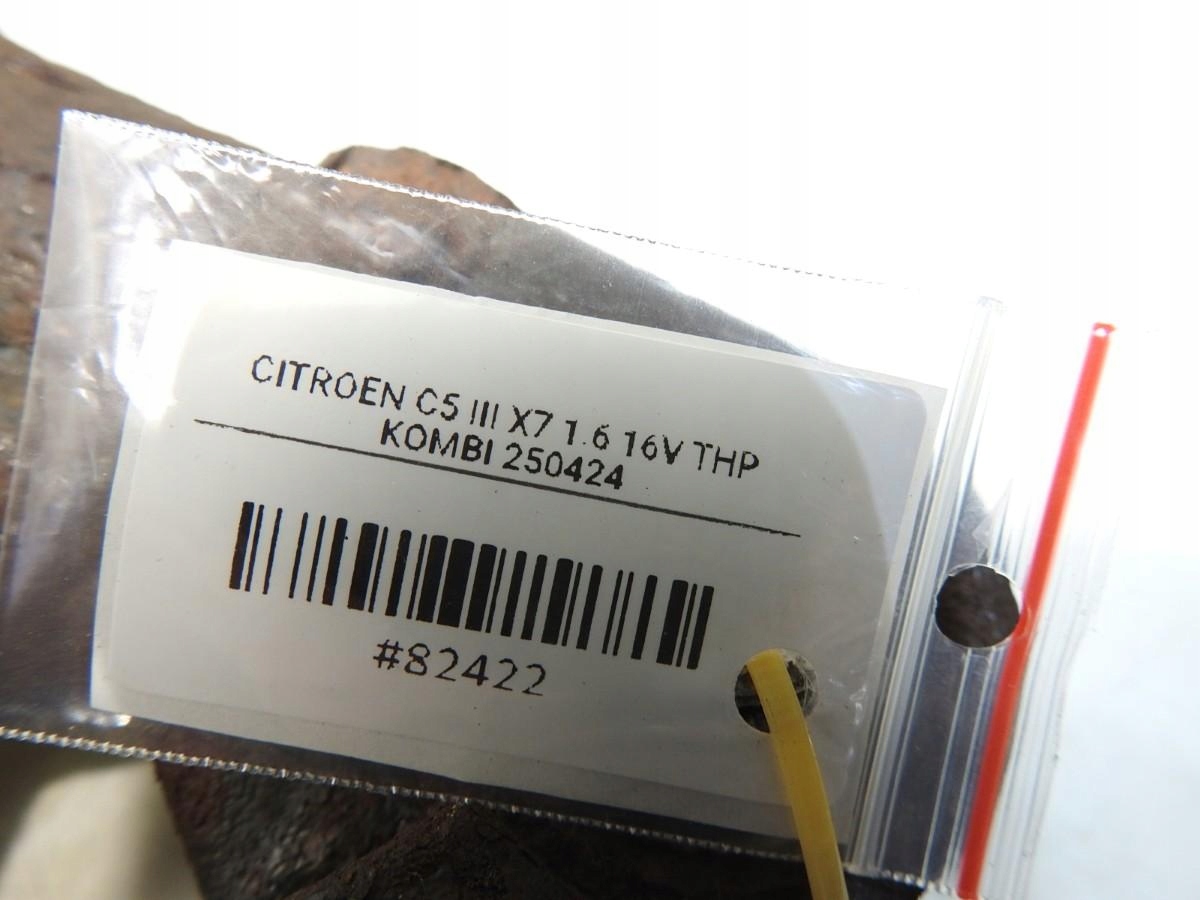 CITROEN C5 III X7 1.6 16V THP
KOMBI 250424
#82422